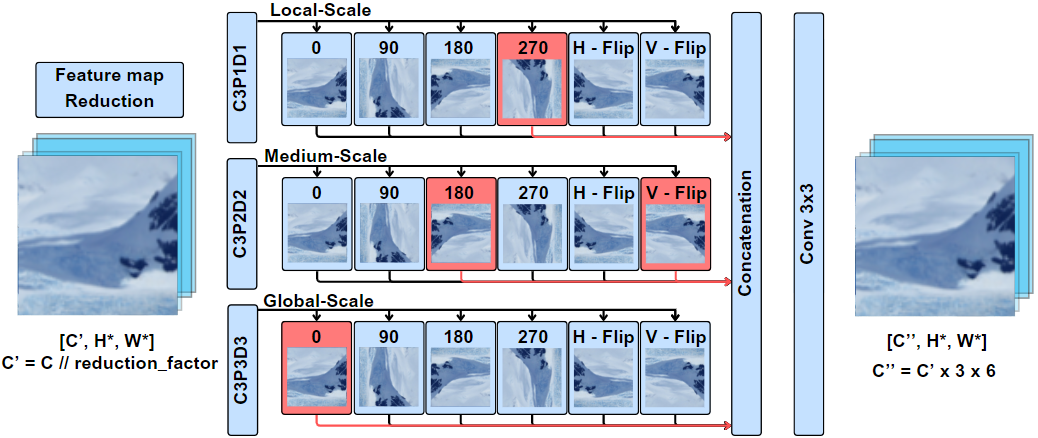 Feature map
Reduction
[C’, H*, W*]
C’ = C // reduction_factor
C3P1D1
Local-Scale
0
90
180
270
H - Flip
V - Flip
C3P2D2
Medium-Scale
0
90
180
270
H - Flip
V - Flip
C3P3D3
Global-Scale
0
90
180
270
H - Flip
V - Flip
Concatenation
Conv 3x3
[C’’, H*, W*]
C’’ = C’ x 3 x 6